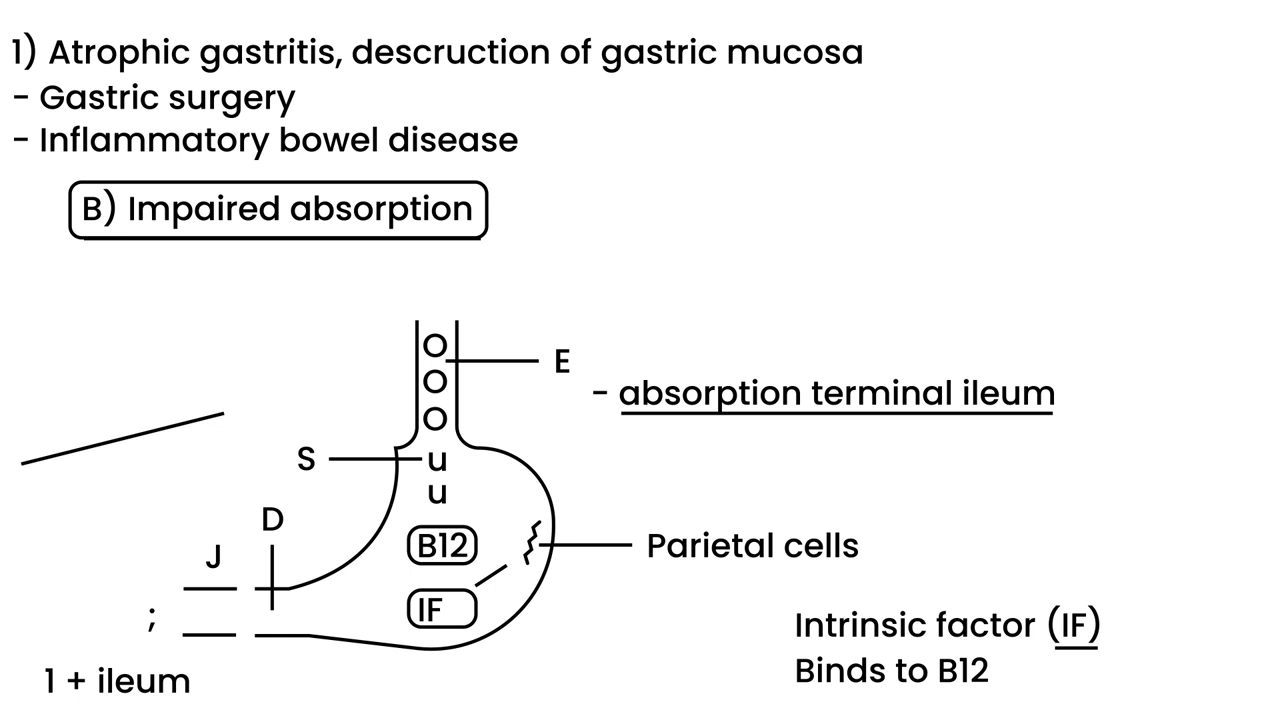 1) Atrophic gastritis, descruction of gastric mucosa
- Gastric surgery
- Inflammatory bowel disease
B) Impaired absorption
O
E
O
- absorption terminal ileum
O
S
u
u
D
B12
Parietal cells
J
IF
;
Intrinsic factor (IF)
Binds to B12
1 + ileum